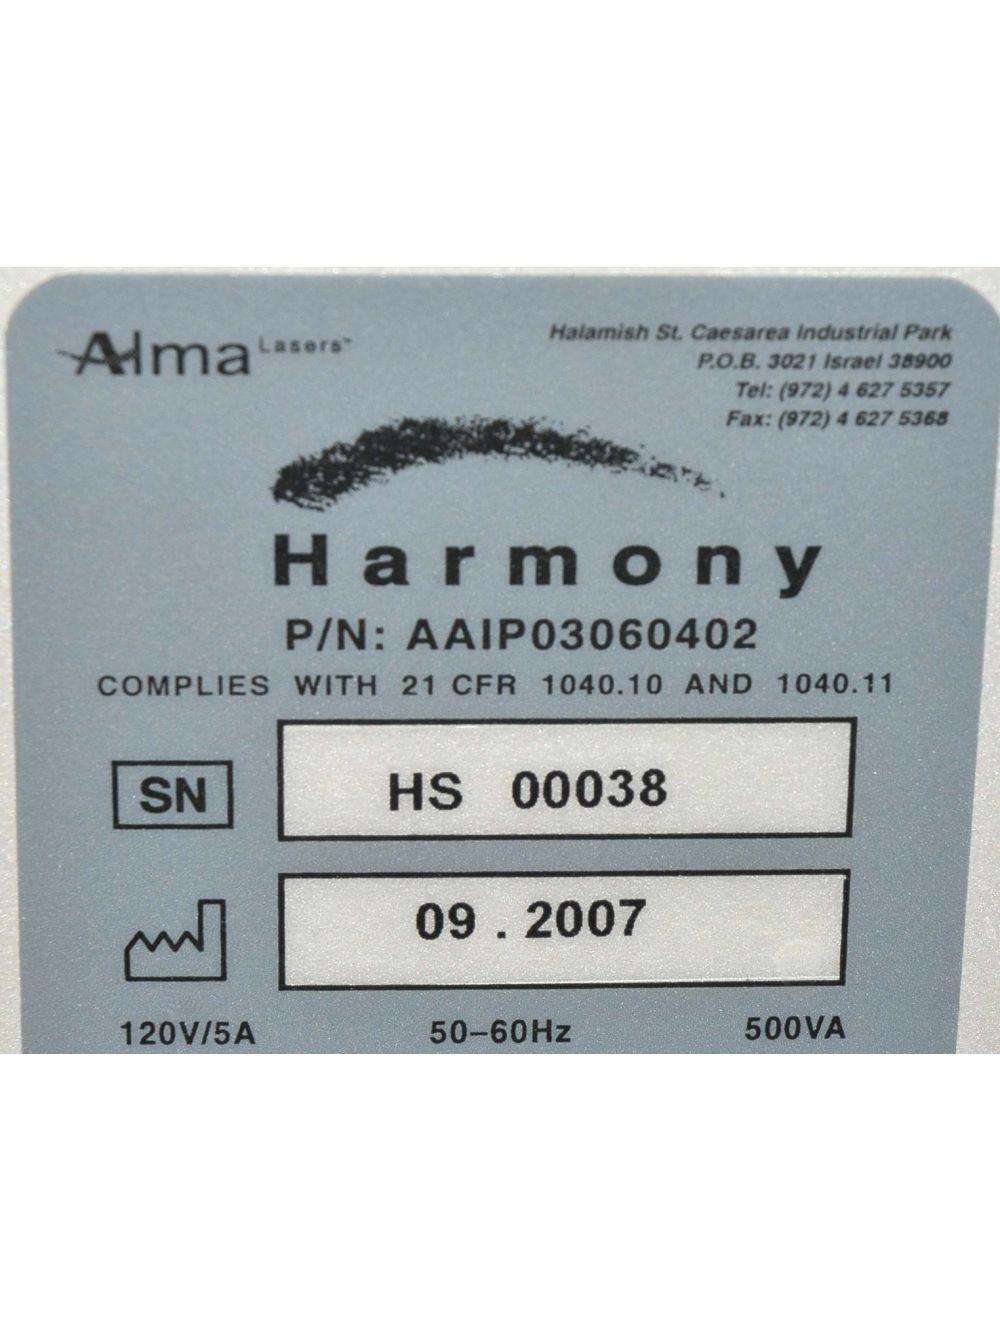 Alma Lasers™
Halamish St. Caesarea Industrial Park
P.O.B. 3021 Israel 38900
Tel: (972) 4 627 5357
Fax: (972) 4 627 5368
Harmony
P/N: AAIP03060402
COMPLIES WITH 21 CFR 1040.10 AND 1040.11
SN HS 00038
09 . 2007
120V/5A 50–60Hz 500VA